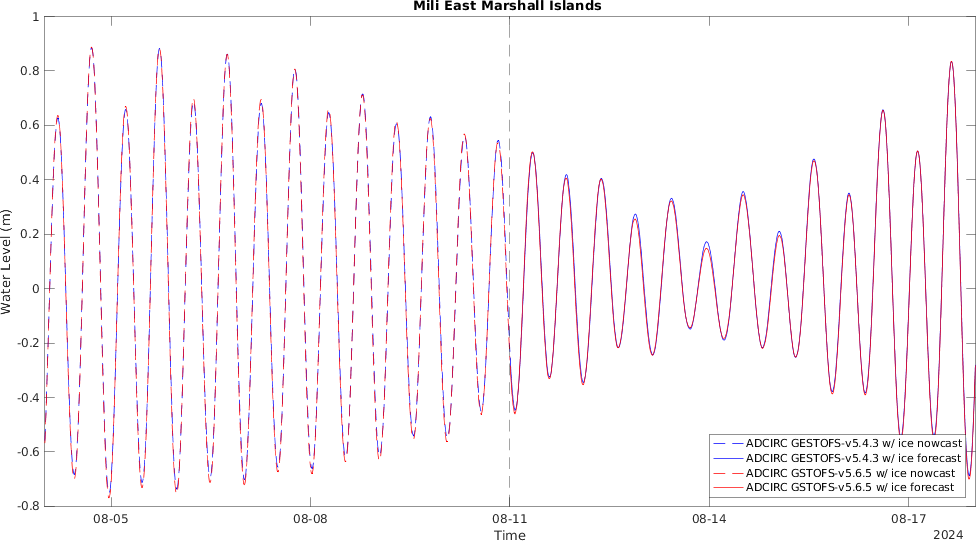 Mili East Marshall Islands
1
0.8
0.6
0.4
0.2
0
-0.2
-0.4
-0.6
-0.8
Water Level (m)
ADCIRC GESTOFS-v5.4.3 w/ ice nowcast
ADCIRC GESTOFS-v5.4.3 w/ ice forecast
ADCIRC GSTOFS-v5.6.5 w/ ice nowcast
ADCIRC GSTOFS-v5.6.5 w/ ice forecast
08-05
08-08
08-11
08-14
08-17
Time
2024